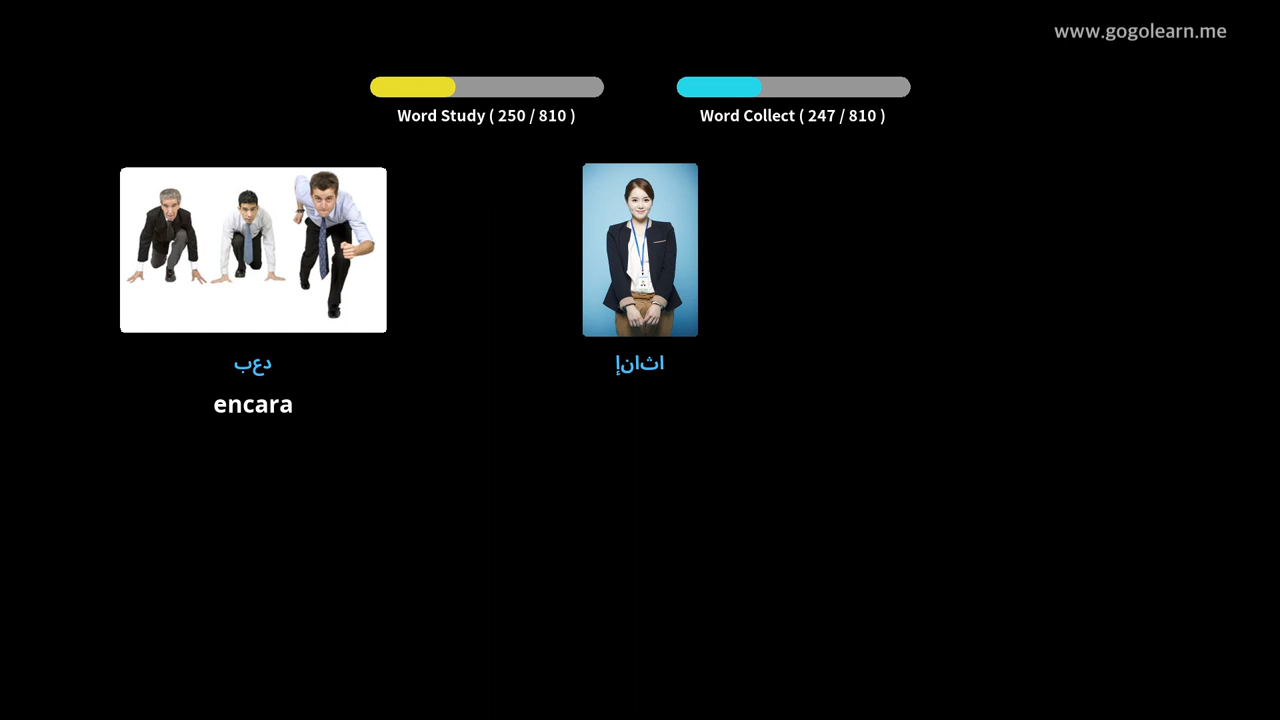 www.gogolearn.me
Word Study ( 250 / 810 )
Word Collect ( 247 / 810 )
دعب
encara
اثانإ